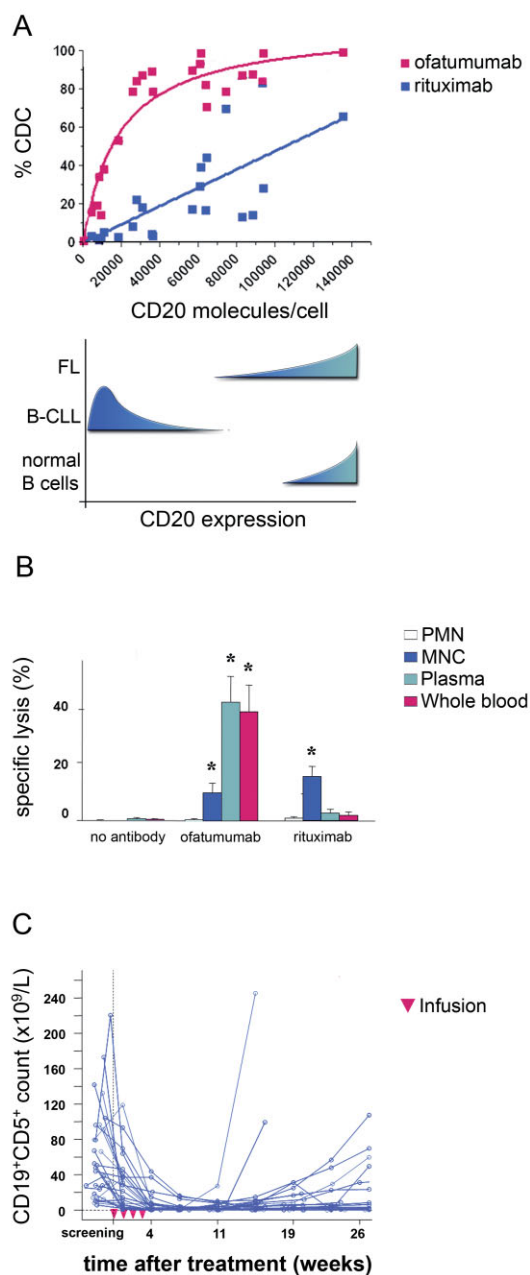 A
ofatumumab
rituximab
% CDC
100
80
60
40
20
0
0
20000
40000
60000
80000
100000
120000
140000
CD20 molecules/cell
FL
B-CLL
normal
B cells
CD20 expression
B
PMN
MNC
Plasma
Whole blood
specific lysis (%)
40
20
0
* * * *
no antibody ofatumumab rituximab
C
Infusion
CD19+CD5+ count (x10⁹/L)
240
200
160
120
80
40
0
screening 4 11 19 26
time after treatment (weeks)